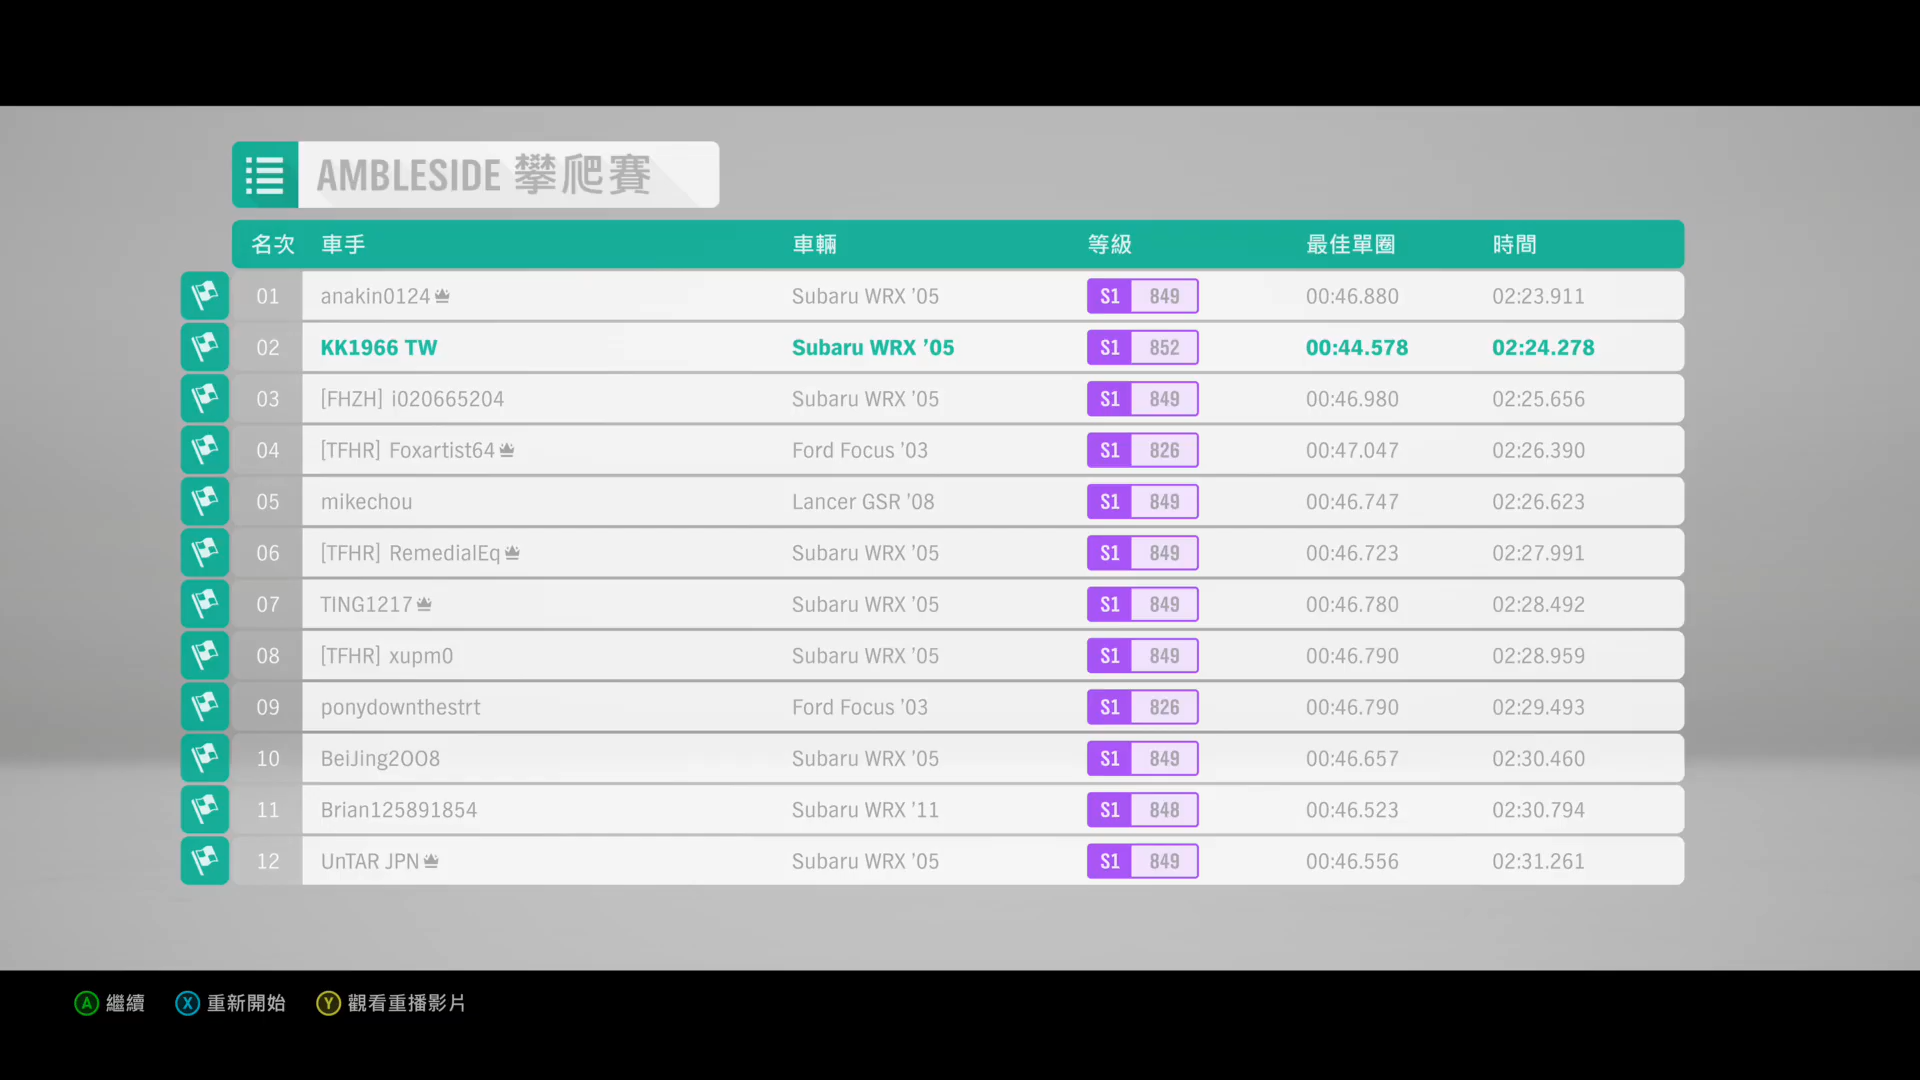 AMBLESIDE 攀爬賽
名次 車手 車輛 等級 最佳單圈 時間
01 anakin0124 Subaru WRX ’05 S1 849 00:46.880 02:23.911
02 KK1966 TW Subaru WRX ’05 S1 852 00:44.578 02:24.278
03 [FHZH] i020665204 Subaru WRX ’05 S1 849 00:46.980 02:25.656
04 [TFHR] Foxartist64 Ford Focus ’03 S1 826 00:47.047 02:26.390
05 mikechou Lancer GSR ’08 S1 849 00:46.747 02:26.623
06 [TFHR] RemedialEq Subaru WRX ’05 S1 849 00:46.723 02:27.991
07 TING1217 Subaru WRX ’05 S1 849 00:46.780 02:28.492
08 [TFHR] xupm0 Subaru WRX ’05 S1 849 00:46.790 02:28.959
09 ponydownthestrt Ford Focus ’03 S1 826 00:46.790 02:29.493
10 BeiJing2OO8 Subaru WRX ’05 S1 849 00:46.657 02:30.460
11 Brian125891854 Subaru WRX ’11 S1 848 00:46.523 02:30.794
12 UnTAR JPN Subaru WRX ’05 S1 849 00:46.556 02:31.261
A 繼續 X 重新開始 Y 觀看重播影片